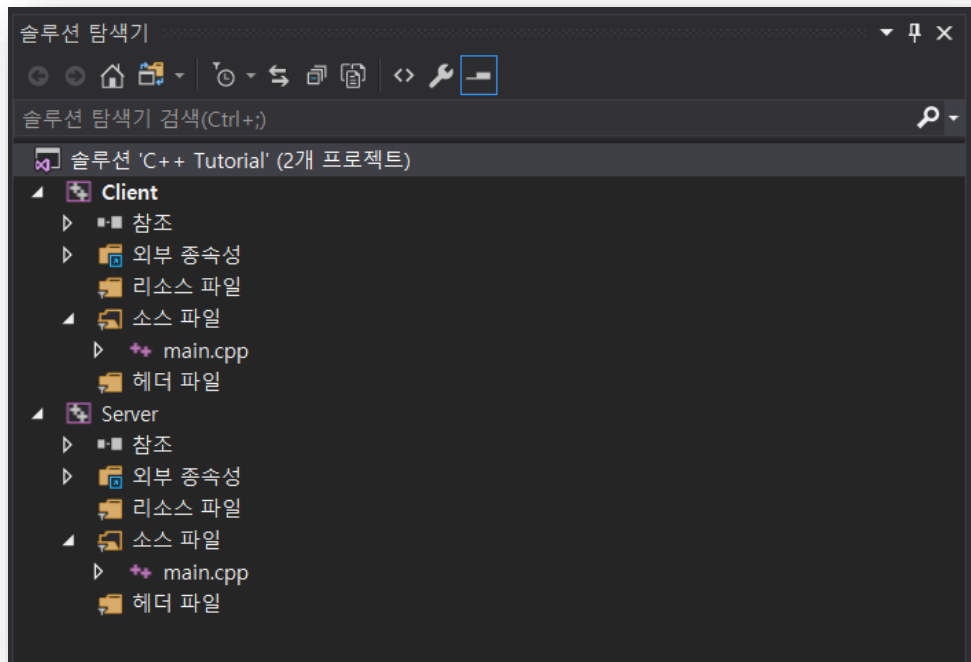 솔루션 탐색기
솔루션 탐색기 검색(Ctrl+;)
솔루션 'C++ Tutorial' (2개 프로젝트)
Client
참조
외부 종속성
리소스 파일
소스 파일
main.cpp
헤더 파일
Server
참조
외부 종속성
리소스 파일
소스 파일
main.cpp
헤더 파일